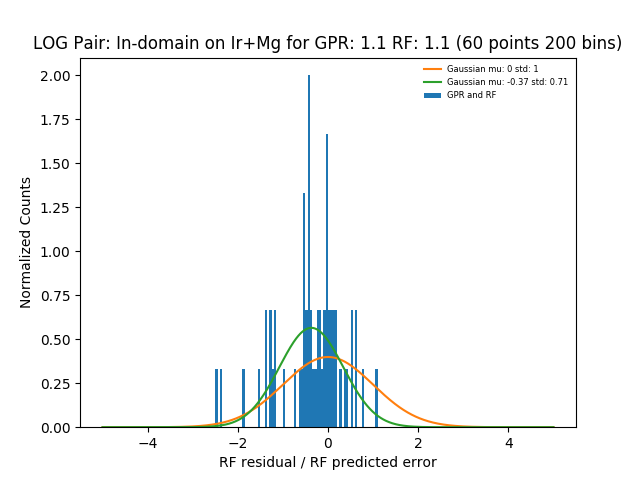 LOG Pair: In-domain on Ir+Mg for GPR: 1.1 RF: 1.1 (60 points 200 bins)
Gaussian mu: 0 std: 1
Gaussian mu: -0.37 std: 0.71
GPR and RF
Normalized Counts
2.00
1.75
1.50
1.25
1.00
0.75
0.50
0.25
0.00
−4
−2
0
2
4
RF residual / RF predicted error